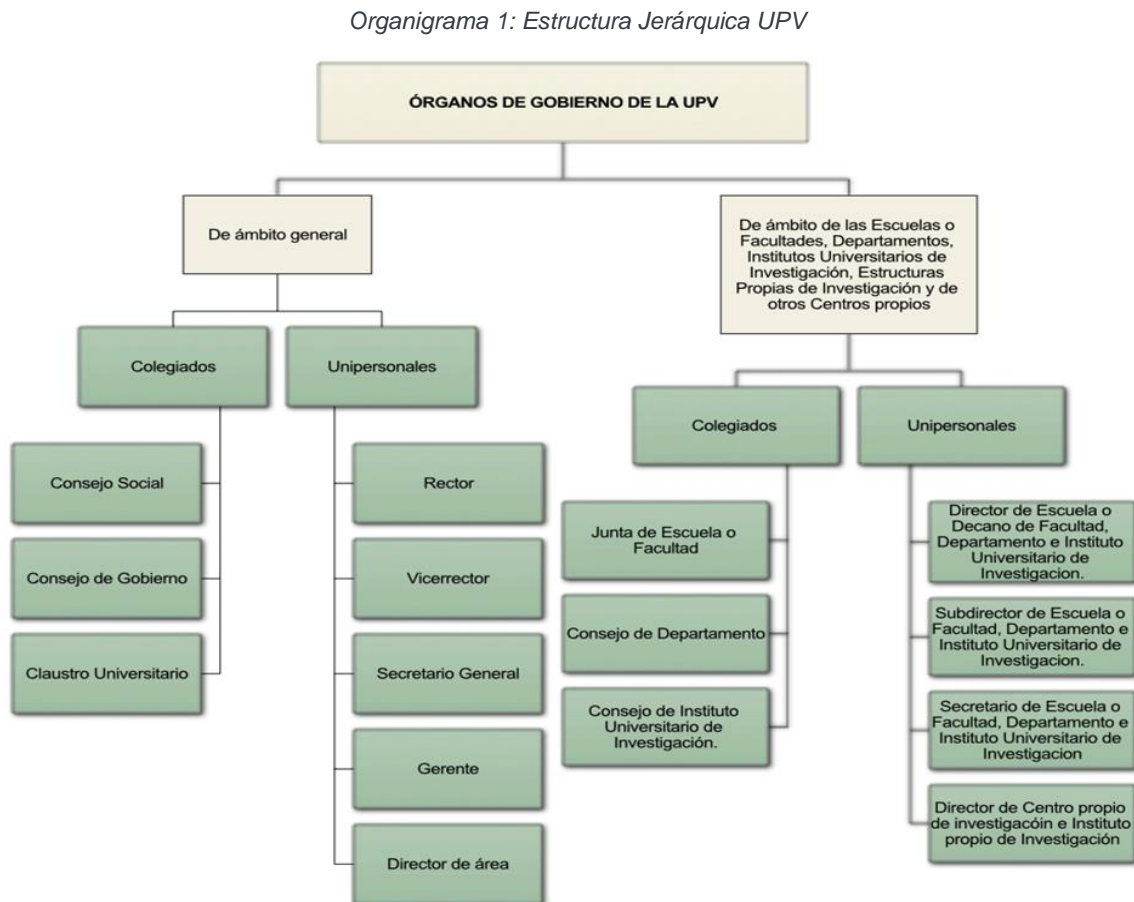 Organigrama 1: Estructura Jerárquica UPV
ÓRGANOS DE GOBIERNO DE LA UPV
De ámbito general
Colegiados
Unipersonales
Consejo Social
Consejo de Gobierno
Claustro Universitario
Rector
Vicerrector
Secretario General
Gerente
Director de área
De ámbito de las Escuelas o
Facultades, Departamentos,
Institutos Universitarios de
Investigación, Estructuras
Propias de Investigación y de
otros Centros propios
Colegiados
Unipersonales
Junta de Escuela o
Facultad
Consejo de Departamento
Consejo de Instituto
Universitario de
Investigación.
Director de Escuela o
Decano de Facultad,
Departamento e Instituto
Universitario de
Investigacion.
Subdirector de Escuela o
Facultad, Departamento e
Instituto Universitario de
Investigacion.
Secretario de Escuela o
Facultad, Departamento e
Instituto Universitario de
Investigacion
Director de Centro propio
de investigacóin e Instituto
propio de Investigación